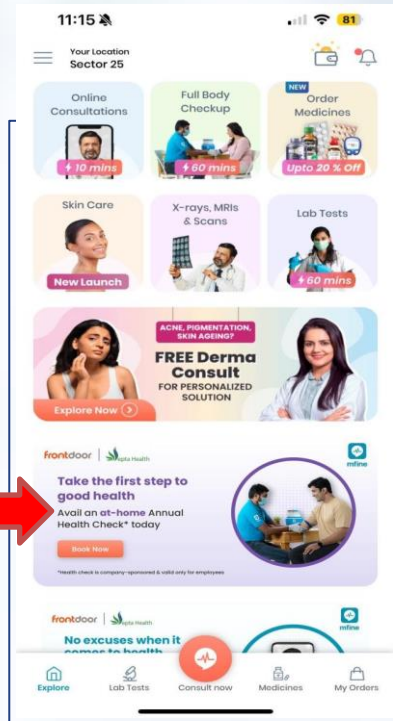 11:15
81
Your Location
Sector 25
Online
Consultations
10 mins
Full Body
Checkup
60 mins
NEW
Order
Medicines
Upto 20 % Off
Skin Care
New Launch
X-rays, MRIs
& Scans
Lab Tests
60 mins
ACNE, PIGMENTATION,
SKIN AGEING?
FREE Derma
Consult
FOR PERSONALIZED
SOLUTION
Explore Now
frontdoor
Health
mfine
Take the first step to
good health
Avail an at-home Annual
Health Check* today
Book Now
*Health check is company-sponsored & valid only for employees
frontdoor
Health
mfine
No excuses when it
comes to health
Explore
Lab Tests
Consult now
Medicines
My Orders